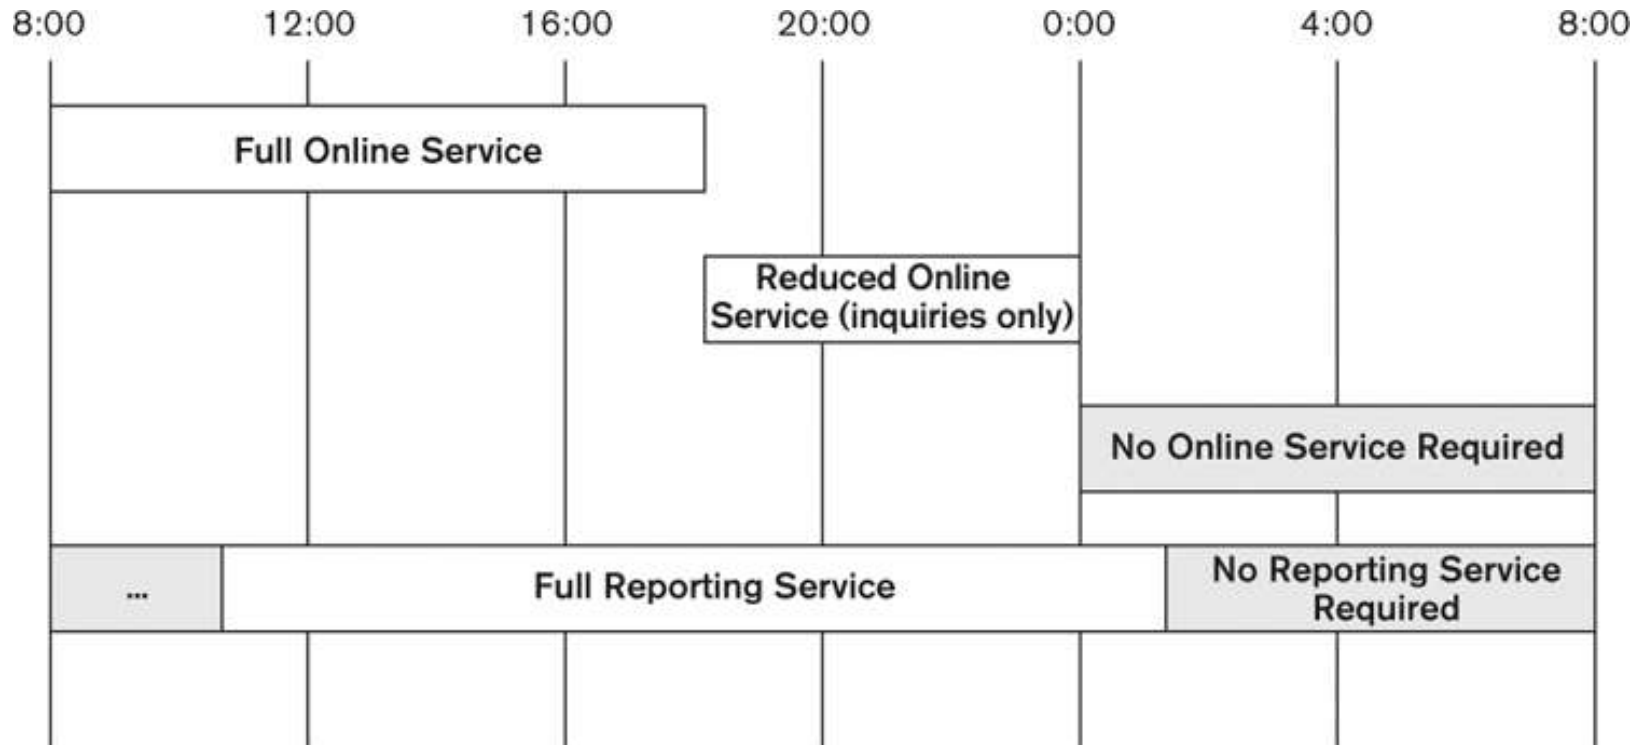 8:00 12:00 16:00 20:00 0:00 4:00 8:00
Full Online Service
Reduced Online
Service (inquiries only)
No Online Service Required
... Full Reporting Service No Reporting Service
Required